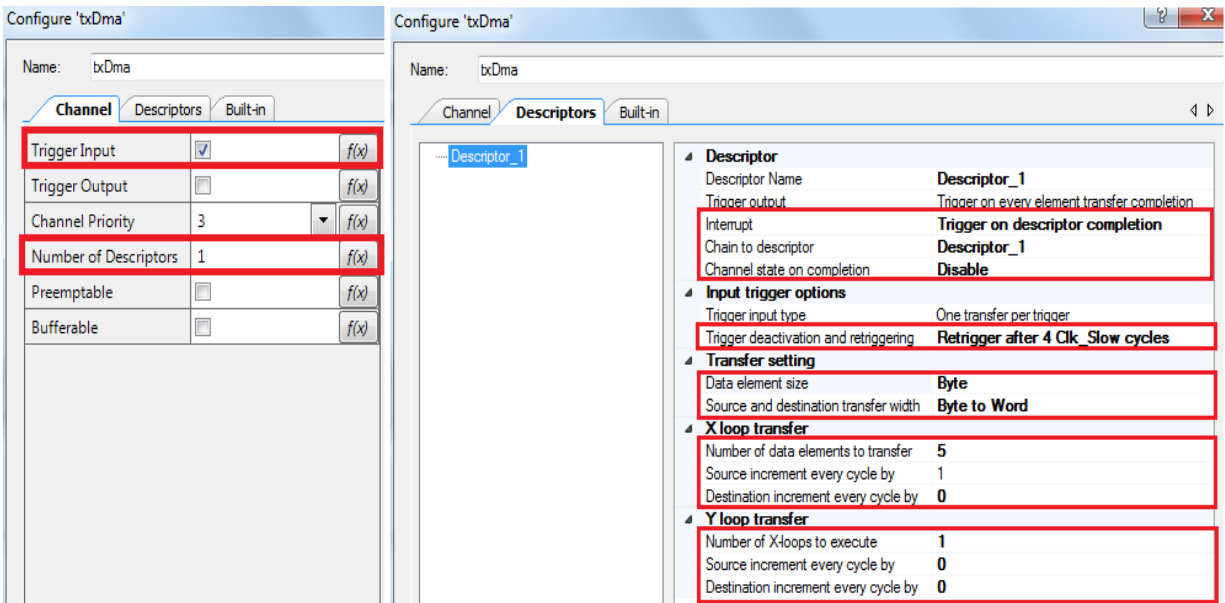 Configure 'txDma'
Name: txDma
Channel Descriptors Built-in
Trigger Input f(x)
Trigger Output f(x)
Channel Priority 3 f(x)
Number of Descriptors 1 f(x)
Preemptable f(x)
Bufferable f(x)
Configure 'txDma'
? X
Name: txDma
Channel Descriptors Built-in
Descriptor_1
Descriptor
Descriptor Name Descriptor_1
Trigger output Trigger on every element transfer completion
Interrupt Trigger on descriptor completion
Chain to descriptor Descriptor_1
Channel state on completion Disable
Input trigger options
Trigger input type One transfer per trigger
Trigger deactivation and retriggering Retrigger after 4 Clk_Slow cycles
Transfer setting
Data element size Byte
Source and destination transfer width Byte to Word
X loop transfer
Number of data elements to transfer 5
Source increment every cycle by 1
Destination increment every cycle by 0
Y loop transfer
Number of X-loops to execute 1
Source increment every cycle by 0
Destination increment every cycle by 0